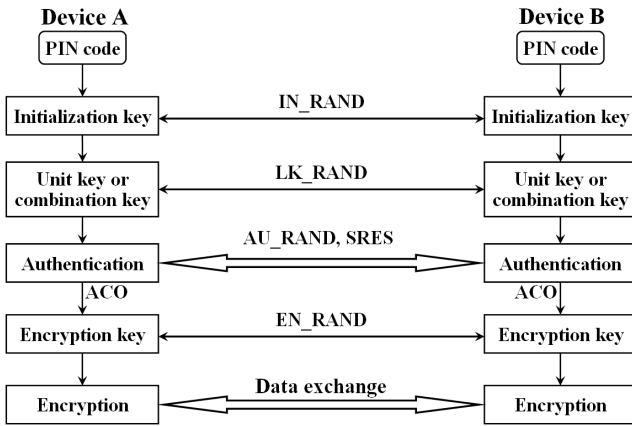 Device A
Device B
PIN code
PIN code
Initialization key
IN_RAND
Initialization key
Unit key or
combination key
LK_RAND
Unit key or
combination key
Authentication
AU_RAND, SRES
Authentication
ACO
ACO
Encryption key
EN_RAND
Encryption key
Encryption
Data exchange
Encryption